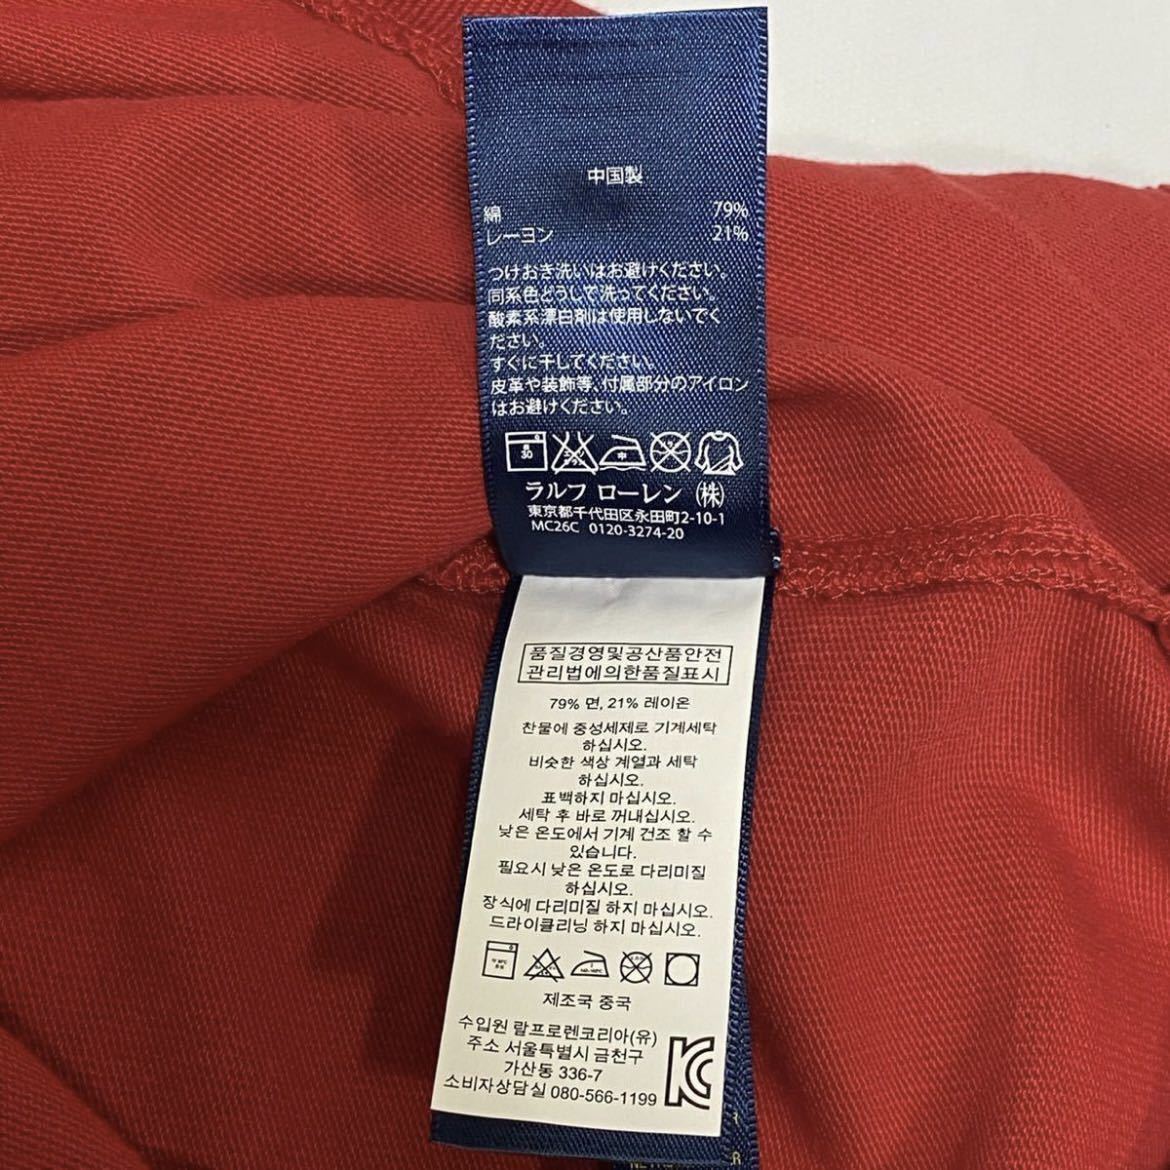 中国製
綿 79%
レーヨン 21%
つけおき洗いはお避けください。
同系色どうしで洗ってください。
酸素系漂白剤は使用しないでく
ださい。
すぐに干してください。
皮革や装飾等、付属部分のアイロン
はお避けください。
30
中
ラルフ ローレン (株)
東京都千代田区永田町2-10-1
MC26C 0120-3274-20
품질경영및공산품안전
관리법에의한품질표시
79% 면, 21% 레이온
찬물에 중성세제로 기계세탁
하십시오.
비슷한 색상 계열과 세탁
하십시오.
표백하지 마십시오.
세탁 후 바로 꺼내십시오.
낮은 온도에서 기계 건조 할 수
있습니다.
필요시 낮은 온도로 다리미질
하십시오.
장식에 다리미질 하지 마십시오.
드라이클리닝 하지 마십시오.
제조국 중국
수입원 랄프로렌코리아(유)
주소 서울특별시 금천구
가산동 336-7
소비자상담실 080-566-1199